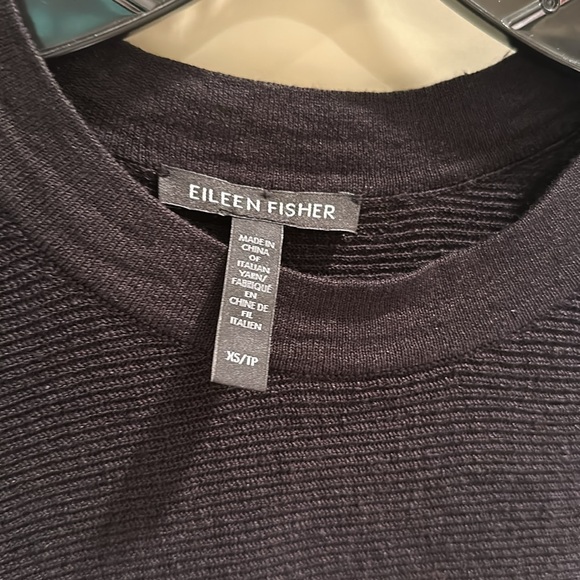 EILEEN FISHER
MADE IN
CHINA
OF
ITALIAN
YARN/
FABRIQUÉ
EN
CHINE DE
FIL
ITALIEN
XS/TP